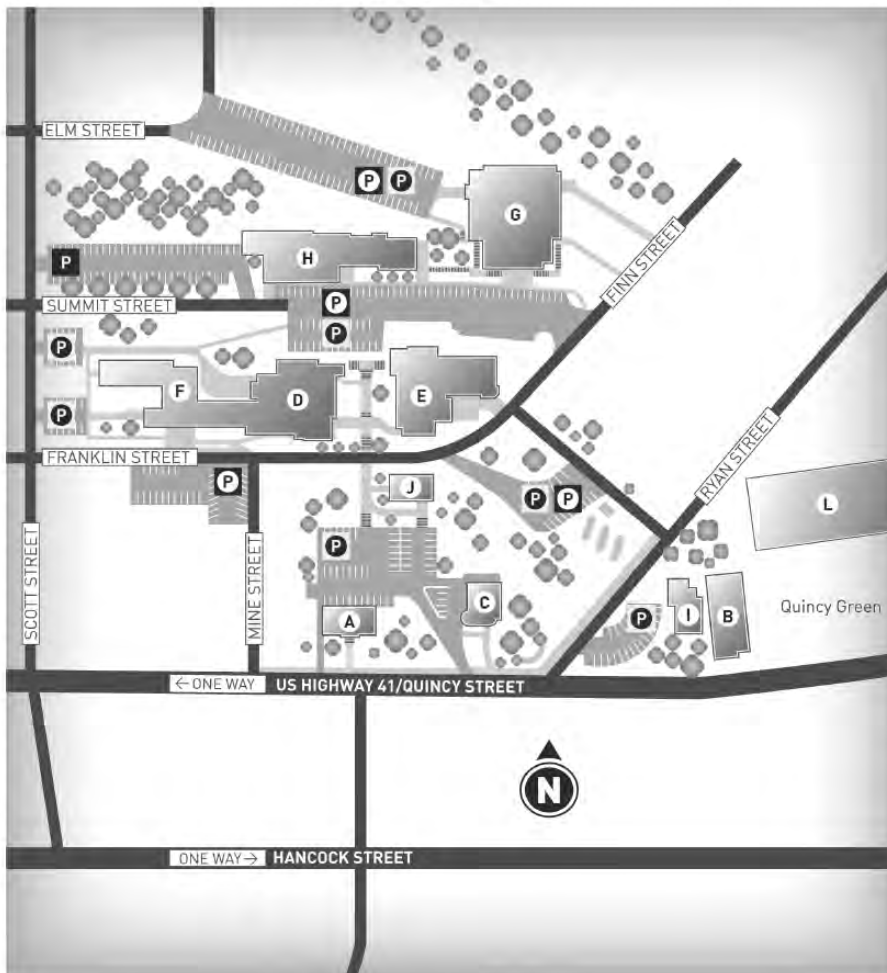 ELM STREET
P P
G
H
P
FINN STREET
P
SUMMIT STREET
P
P
F
D
E
P
FRANKLIN STREET
RYAN STREET
P
J
P P
L
P
SCOTT STREET
MINE STREET
A
C
P
I
B
Quincy Green
← ONE WAY US HIGHWAY 41/QUINCY STREET
N
ONE WAY → HANCOCK STREET